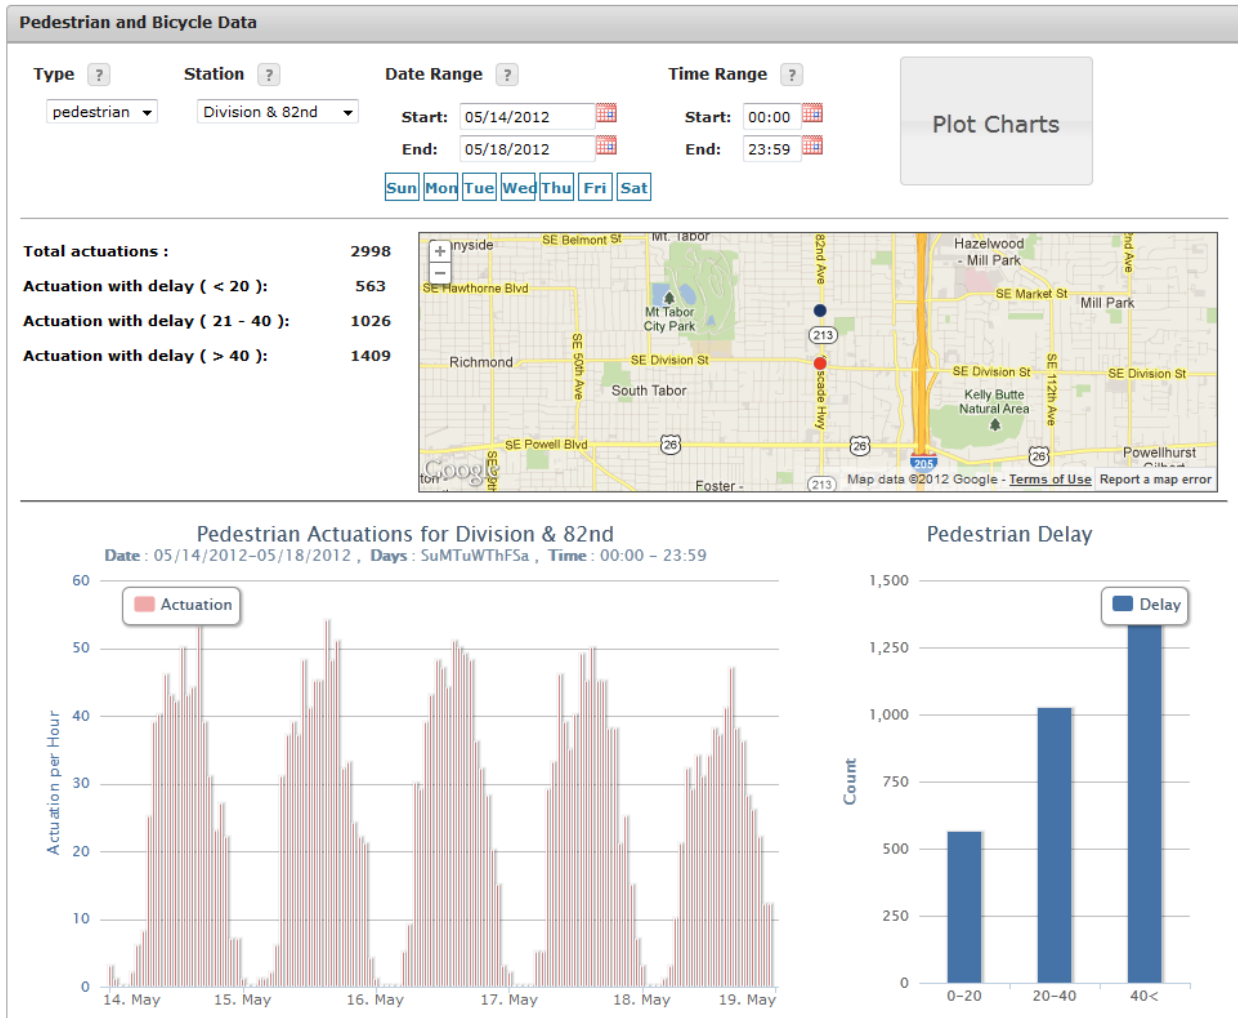 Pedestrian and Bicycle Data
Type ? Station ? Date Range ? Time Range ?
pedestrian Division & 82nd
Start: 05/14/2012 Start: 00:00
End: 05/18/2012 End: 23:59
Plot Charts
Sun Mon Tue Wed Thu Fri Sat
Total actuations : 2998
Actuation with delay ( < 20 ): 563
Actuation with delay ( 21 - 40 ): 1026
Actuation with delay ( > 40 ): 1409
+
−
nnyside
SE Belmont St
Mt. Tabor
82nd Ave
Hazelwood
- Mill Park
nd Ave
SE Hawthorne Blvd
Mt Tabor
City Park
SE Market St
Mill Park
213
Richmond
SE 50th Ave
SE Division St
South Tabor
scade Hwy
SE Division St
SE 112th Ave
SE Division St
Kelly Butte
Natural Area
SE Powell Blvd
26
26
26
205
Powellhurst
Google
Foster -
213
Map data ©2012 Google - Terms of Use Report a map error
Pedestrian Actuations for Division & 82nd
Date : 05/14/2012-05/18/2012 , Days : SuMTuWThFSa , Time : 00:00 - 23:59
Actuation
Actuation per Hour
60
50
40
30
20
10
0
14. May 15. May 16. May 17. May 18. May 19. May
Pedestrian Delay
Delay
Count
1,500
1,250
1,000
750
500
250
0
0-20 20-40 40<